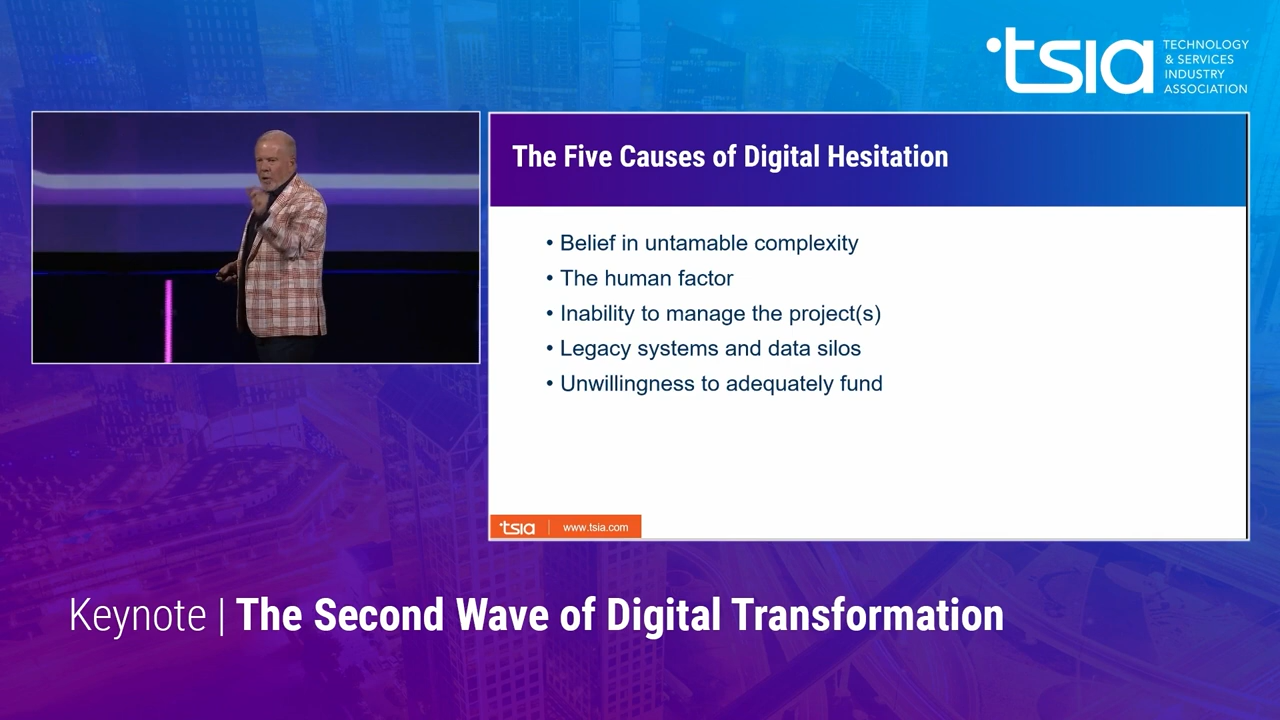 tsia
TECHNOLOGY
& SERVICES
INDUSTRY
ASSOCIATION
The Five Causes of Digital Hesitation
• Belief in untamable complexity
• The human factor
• Inability to manage the project(s)
• Legacy systems and data silos
• Unwillingness to adequately fund
tsia | www.tsia.com
Keynote | The Second Wave of Digital Transformation